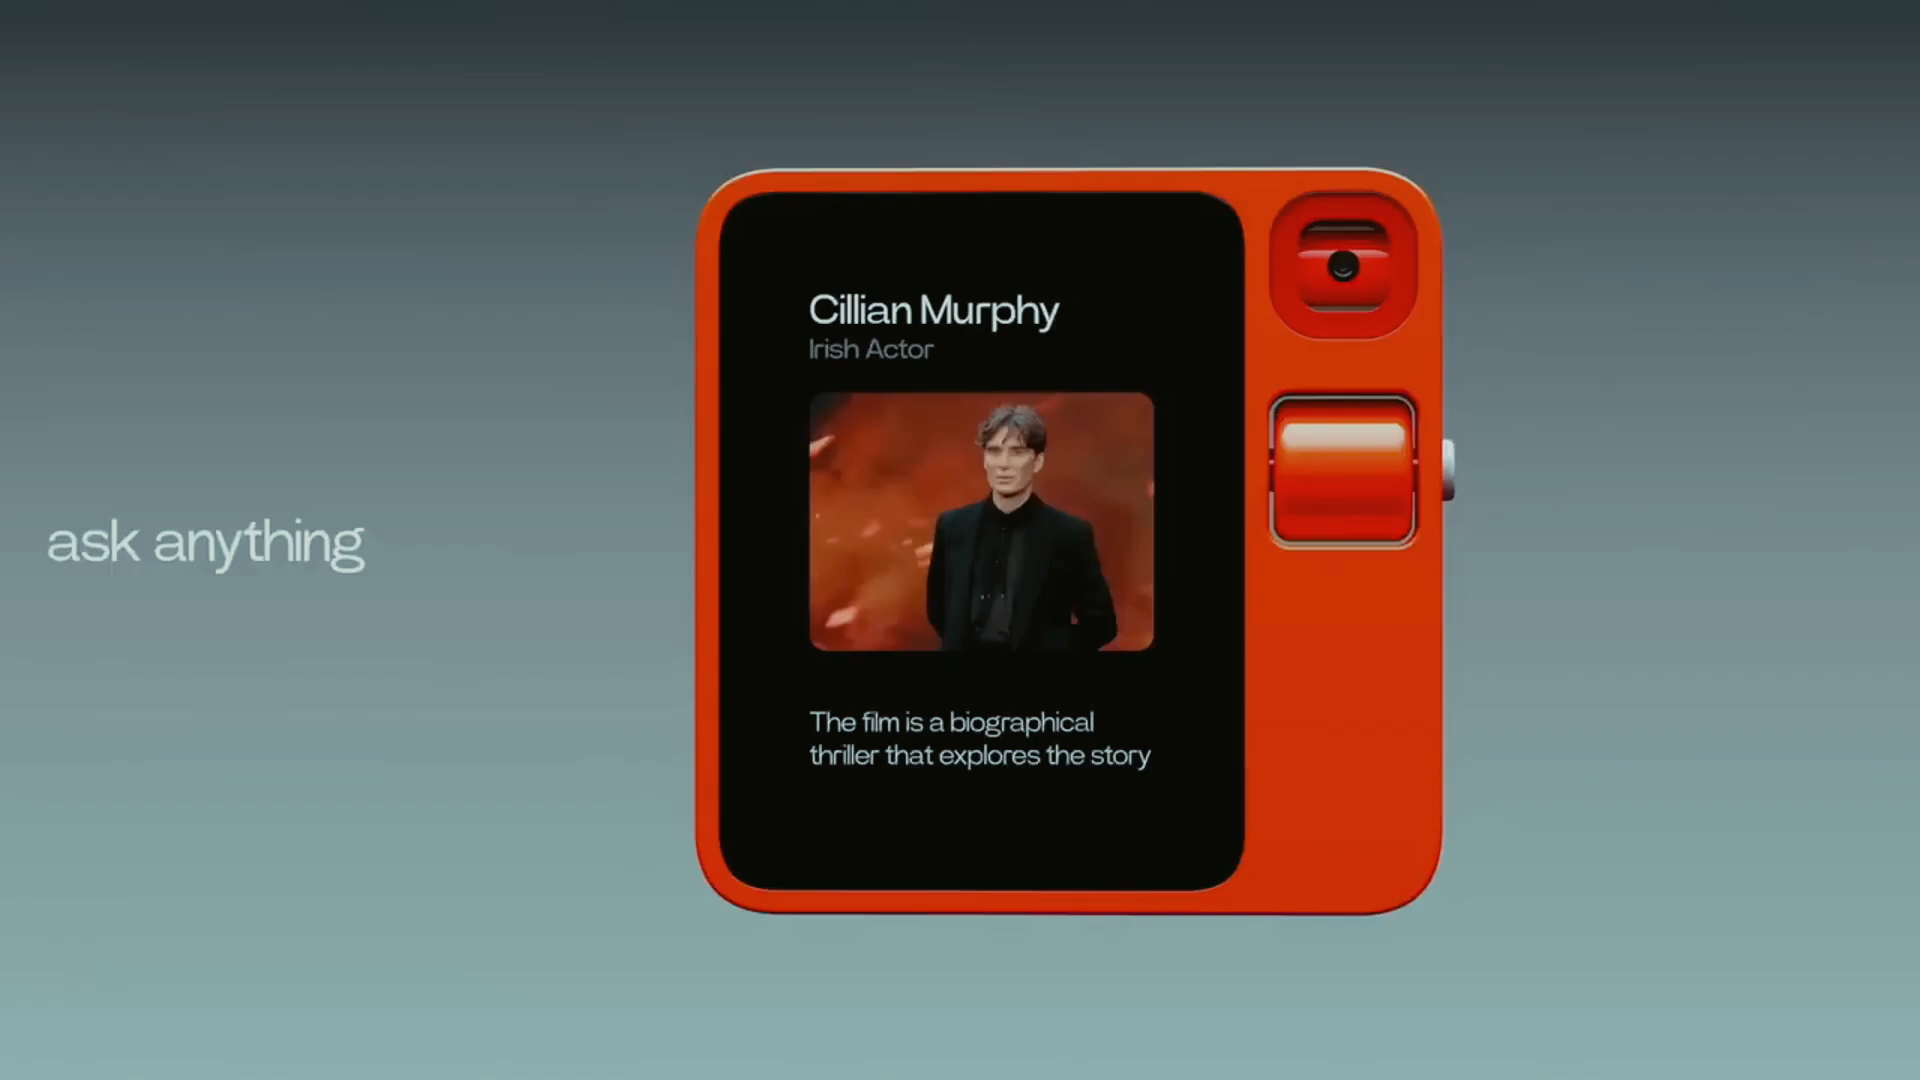 ask anything
Cillian Murphy
Irish Actor
The film is a biographical
thriller that explores the story